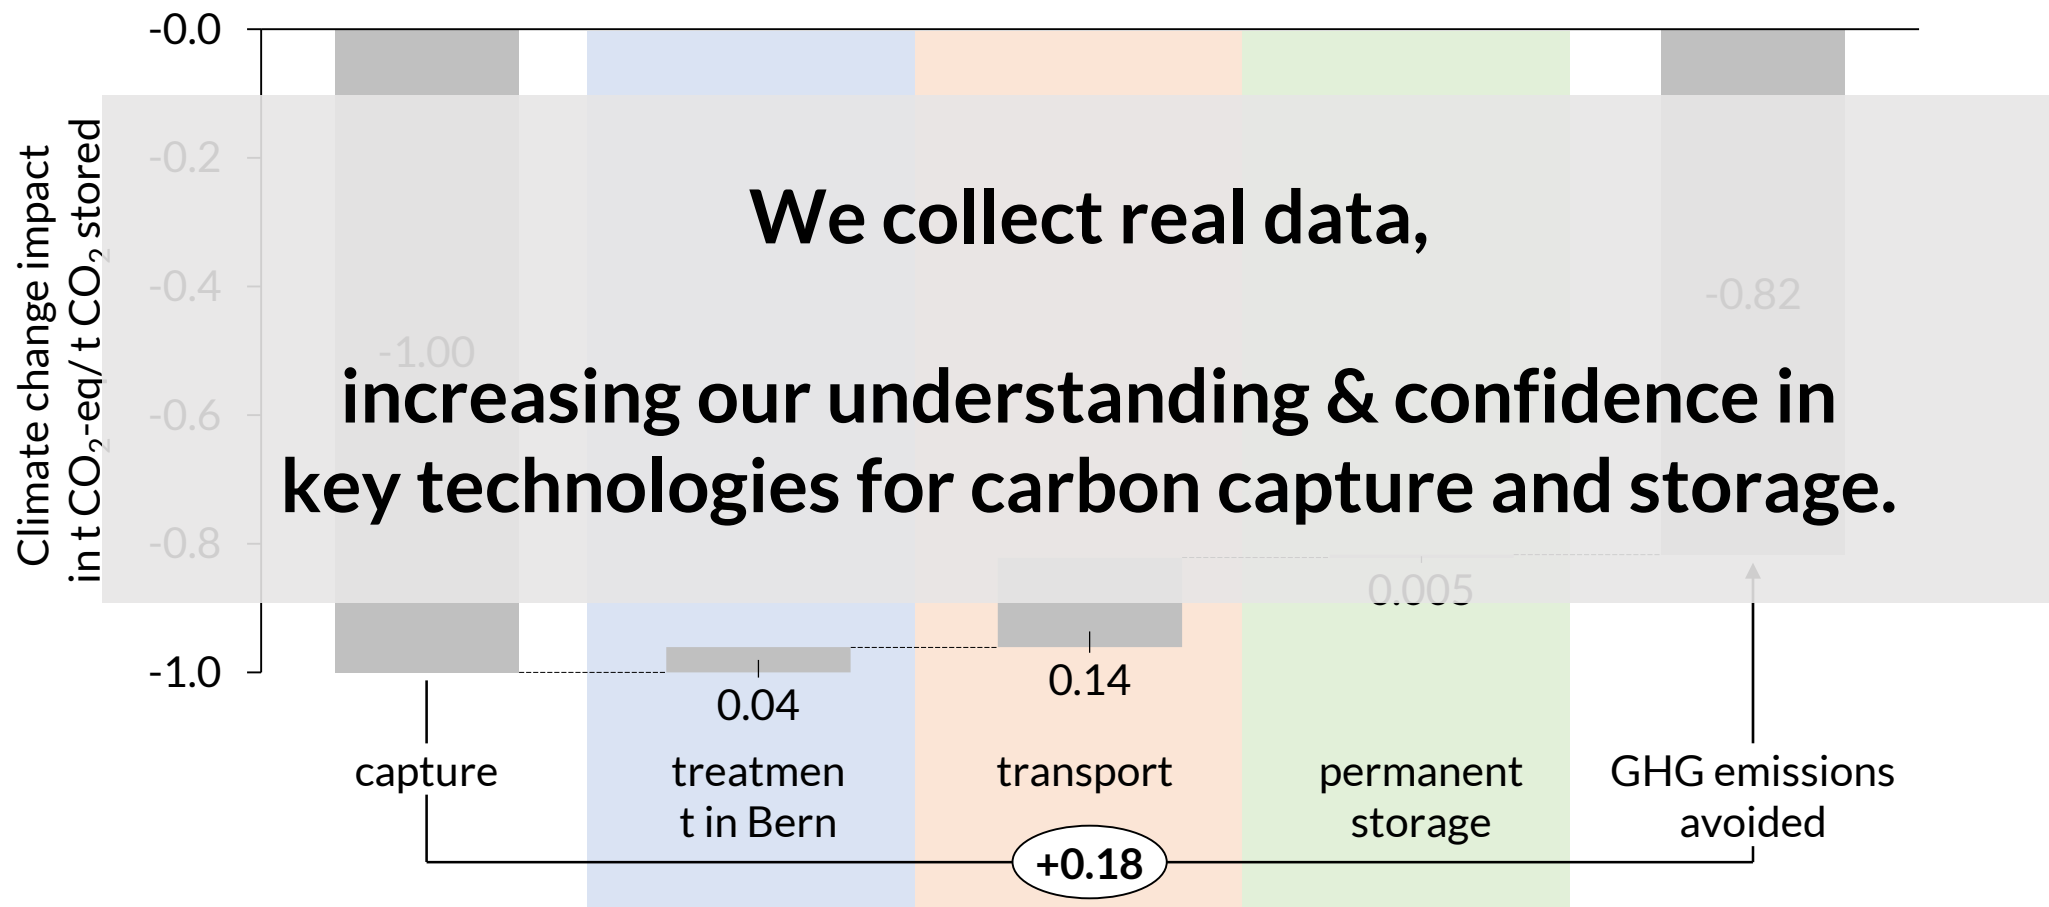 -0.0
-0.2
-0.4
-0.6
-0.8
-1.0
Climate change impact
in t CO₂-eq/ t CO₂ stored
We collect real data,
increasing our understanding & confidence in
key technologies for carbon capture and storage.
-1.00
0.04
0.14
0.005
-0.82
capture
treatmen
t in Bern
transport
permanent
storage
GHG emissions
avoided
+0.18